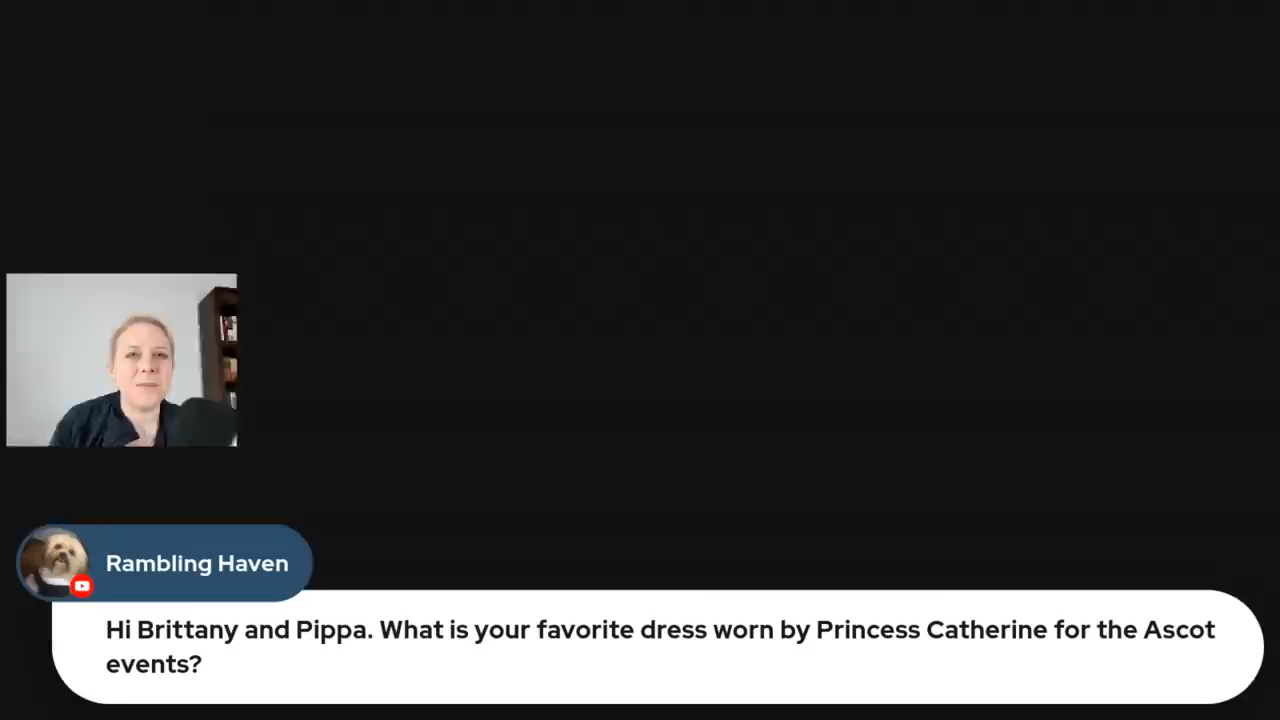 Rambling Haven
Hi Brittany and Pippa. What is your favorite dress worn by Princess Catherine for the Ascot
events?